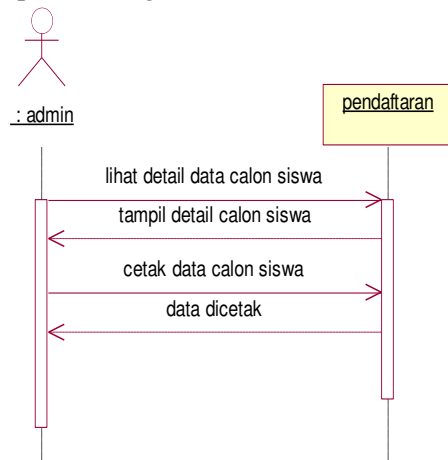 : admin
pendaftaran
lihat detail data calon siswa
tampil detail calon siswa
cetak data calon siswa
data dicetak